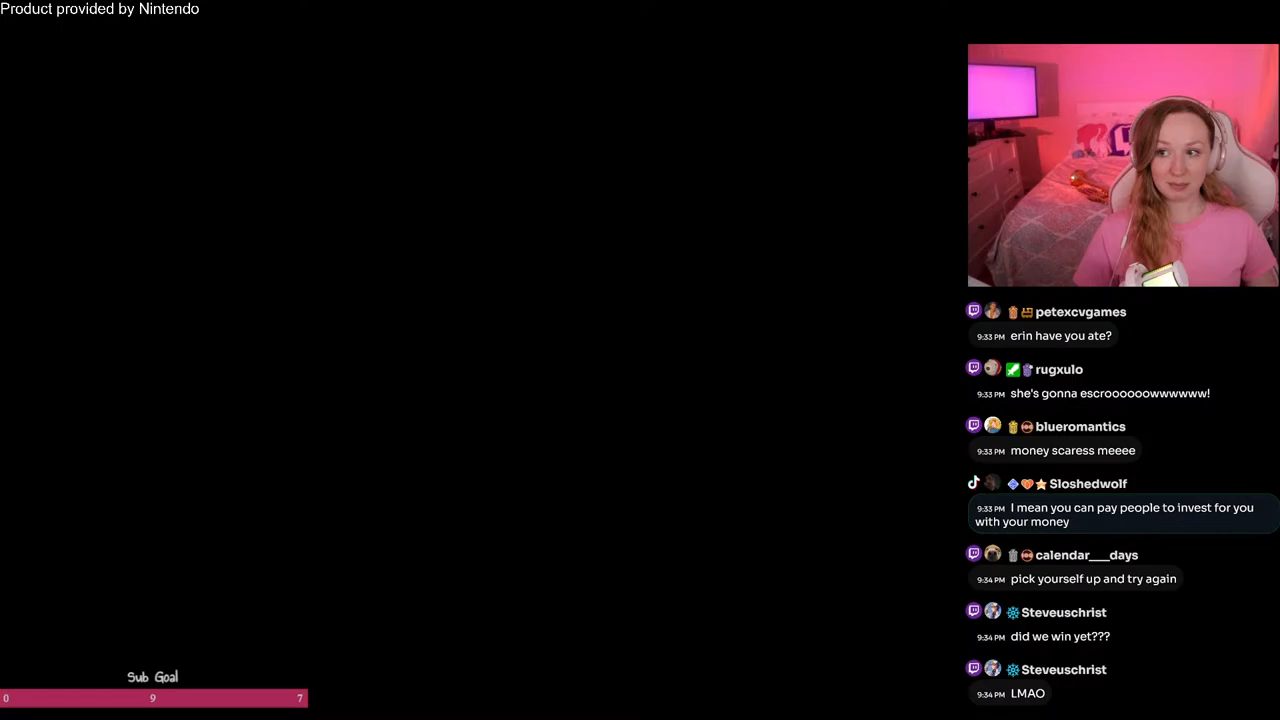 Product provided by Nintendo
petexcvgames
9:33 PM erin have you ate?
rugxulo
9:33 PM she's gonna escroooooowwwwww!
blueromantics
9:33 PM money scaress meeee
Sloshedwolf
9:33 PM I mean you can pay people to invest for you
with your money
calendar___days
9:34 PM pick yourself up and try again
Steveuschrist
9:34 PM did we win yet???
Steveuschrist
9:34 PM LMAO
Sub Goal
0 9 7